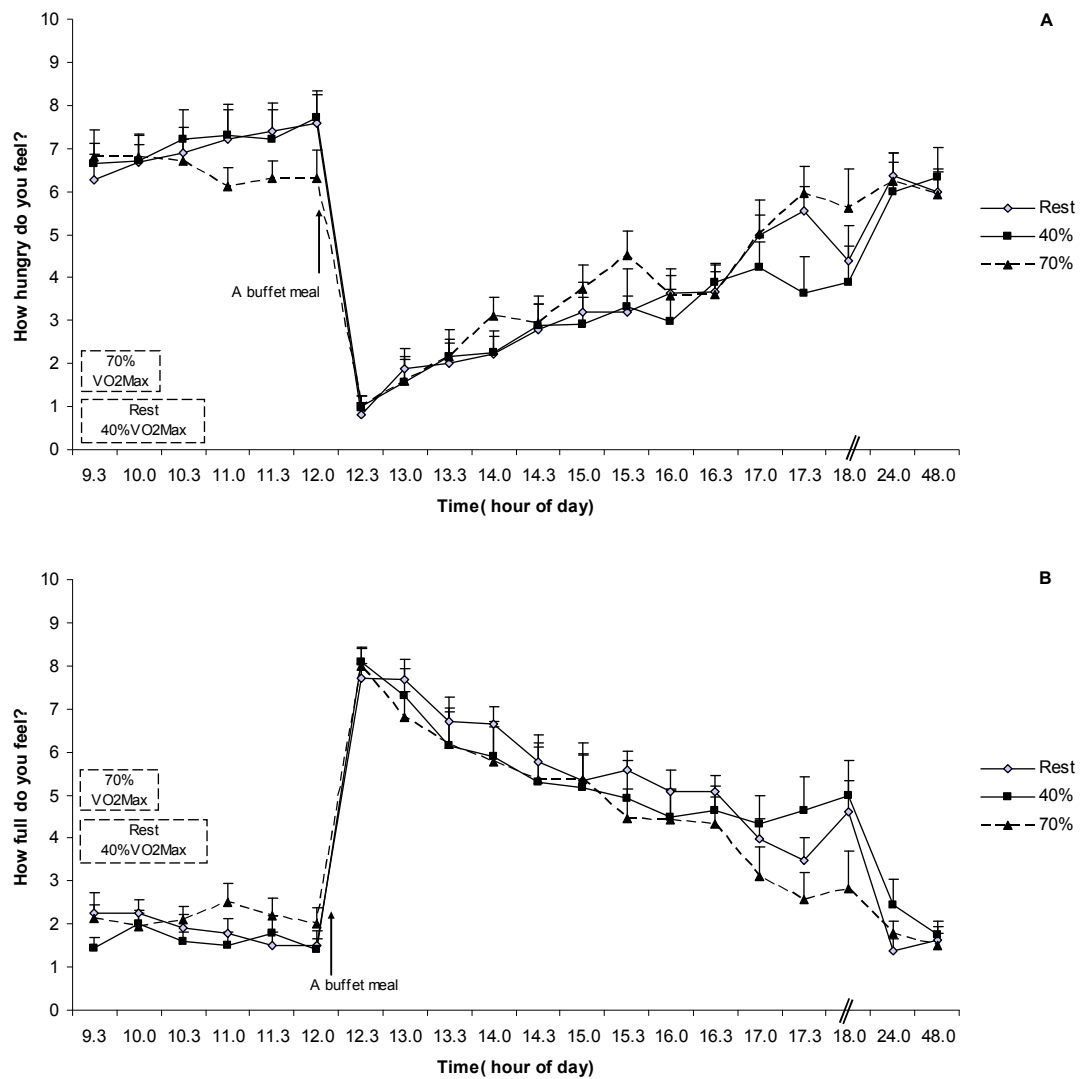 A
10
9
8
7
6
5
4
3
2
1
0
How hungry do you feel?
A buffet meal
70%
VO2Max
Rest
40%VO2Max
Rest
40%
70%
9.3 10.0 10.3 11.0 11.3 12.0 12.3 13.0 13.3 14.0 14.3 15.0 15.3 16.0 16.3 17.0 17.3 18.0 24.0 48.0
Time( hour of day)
B
10
9
8
7
6
5
4
3
2
1
0
How full do you feel?
70%
VO2Max
Rest
40%VO2Max
A buffet meal
Rest
40%
70%
9.3 10.0 10.3 11.0 11.3 12.0 12.3 13.0 13.3 14.0 14.3 15.0 15.3 16.0 16.3 17.0 17.3 18.0 24.0 48.0
Time( hour of day)